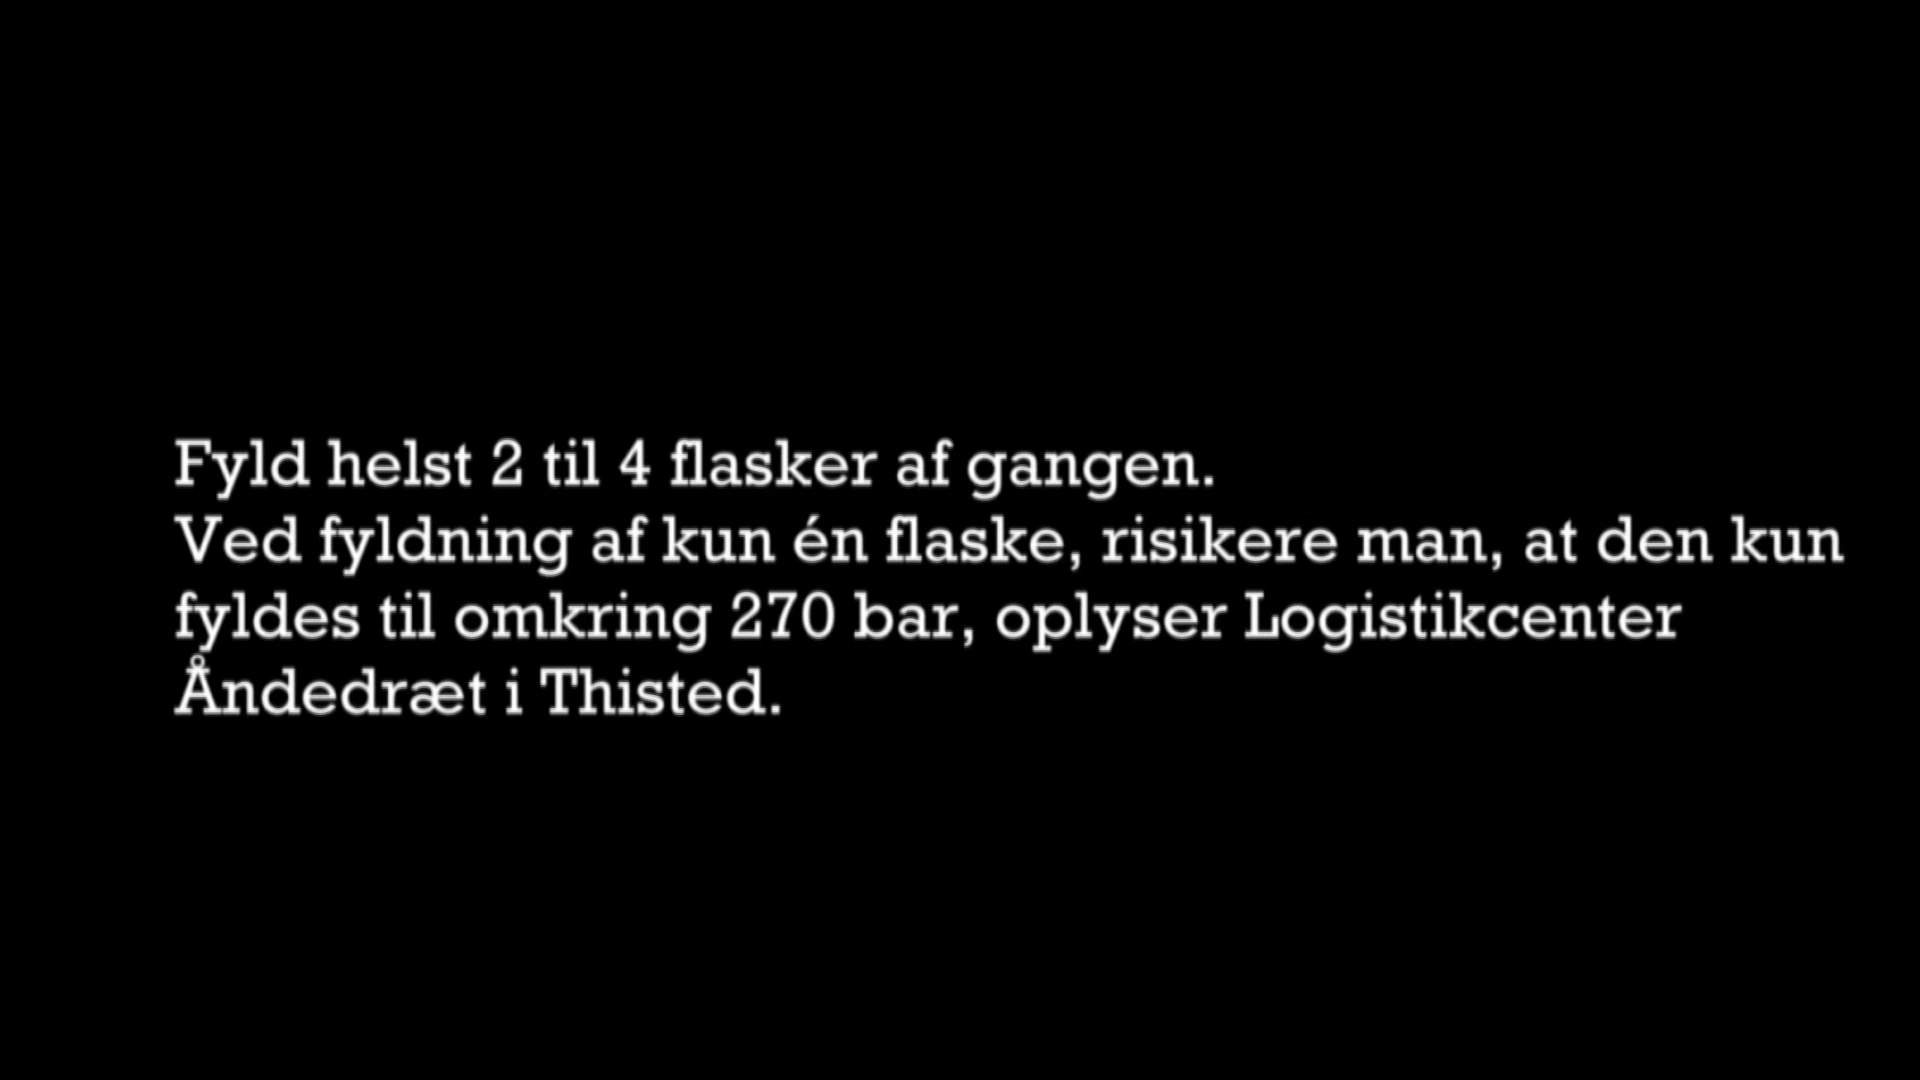 Fyld helst 2 til 4 flasker af gangen.
Ved fyldning af kun én flaske, risikere man, at den kun
fyldes til omkring 270 bar, oplyser Logistikcenter
Åndedræt i Thisted.